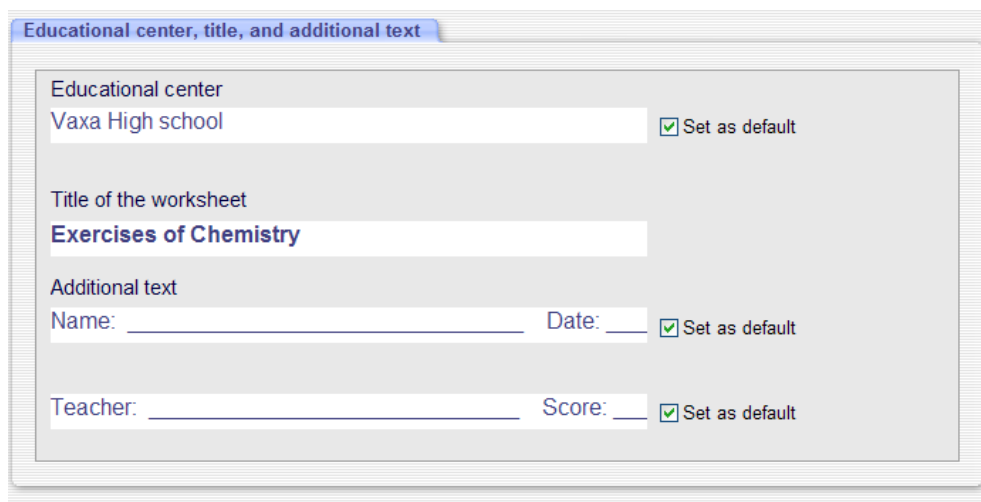 Educational center, title, and additional text
Educational center
Vaxa High school
Set as default
Title of the worksheet
Exercises of Chemistry
Additional text
Name: ________________________________ Date: ___
Set as default
Teacher: ______________________________ Score: ___
Set as default